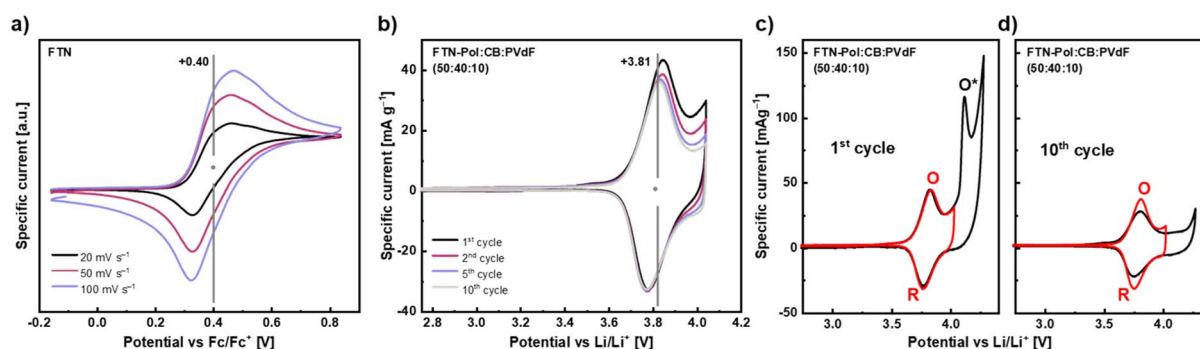 a)
FTN
+0.40
20 mV s⁻¹
50 mV s⁻¹
100 mV s⁻¹
Specific current [a.u.]
-0.2 0.0 0.2 0.4 0.6 0.8
Potential vs Fc/Fc⁺ [V]
b)
FTN-Pol:CB:PVdF
(50:40:10)
+3.81
40
20
0
-20
-40
1ˢᵗ cycle
2ⁿᵈ cycle
5ᵗʰ cycle
10ᵗʰ cycle
Specific current [mA g⁻¹]
2.8 3.0 3.2 3.4 3.6 3.8 4.0 4.2
Potential vs Li/Li⁺ [V]
c)
FTN-Pol:CB:PVdF
(50:40:10)
150
100
50
0
-50
O*
1ˢᵗ cycle
O
R
Specific current [mAg⁻¹]
3.0 3.5 4.0
d)
FTN-Pol:CB:PVdF
(50:40:10)
10ᵗʰ cycle
O
R
3.0 3.5 4.0
Potential vs Li/Li⁺ [V]